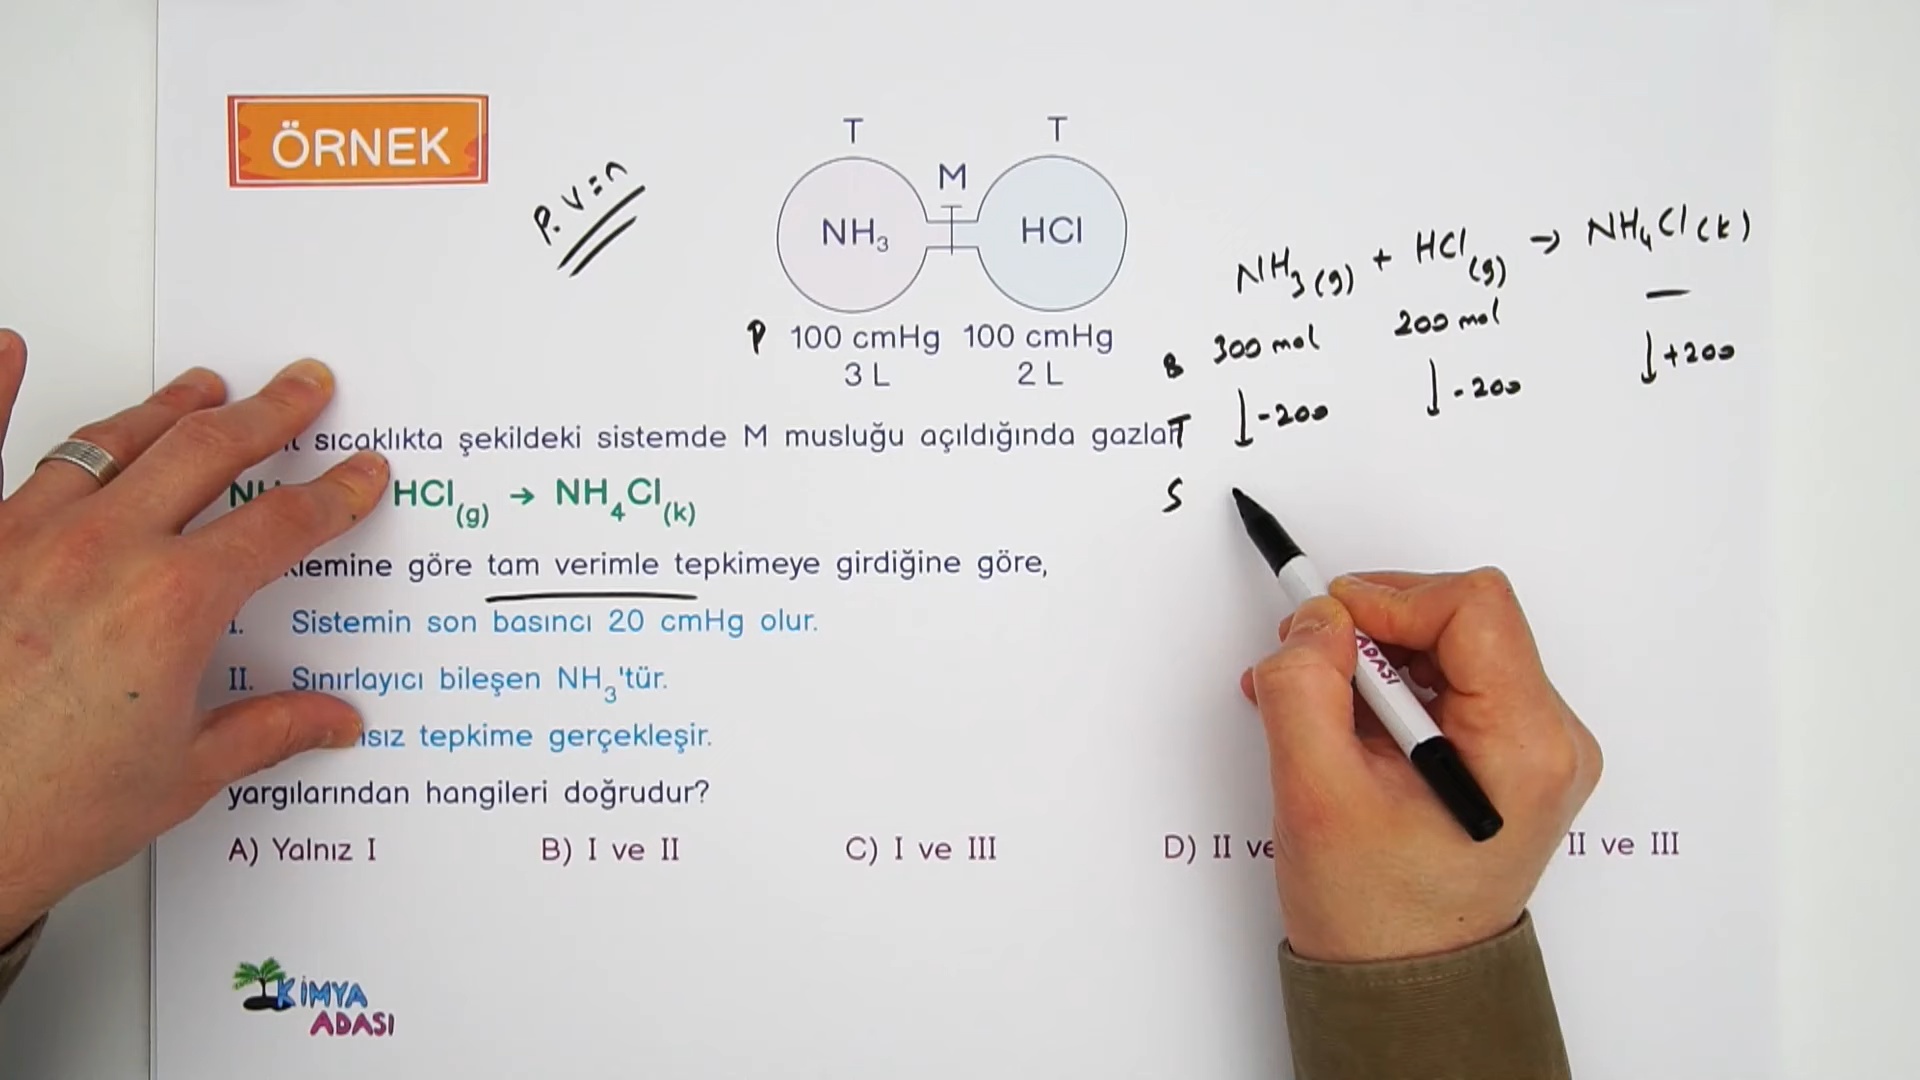 ÖRNEK
P.V=n
T T
M
NH3 HCl
P 100 cmHg 100 cmHg
3 L 2 L
NH3(g) + HCl(g) → NH4Cl(k)
B 300 mol 200 mol —
T ↓-200 ↓-200 ↓+200
S
sıcaklıkta şekildeki sistemde M musluğu açıldığında gazlar
HCl(g) → NH4Cl(k)
göre tam verimle tepkimeye girdiğine göre,
I. Sistemin son basıncı 20 cmHg olur.
II. Sınırlayıcı bileşen NH3'tür.
tepkime gerçekleşir.
yargılarından hangileri doğrudur?
A) Yalnız I B) I ve II C) I ve III D) II ve II ve III
KİMYA
ADASI
ADASI